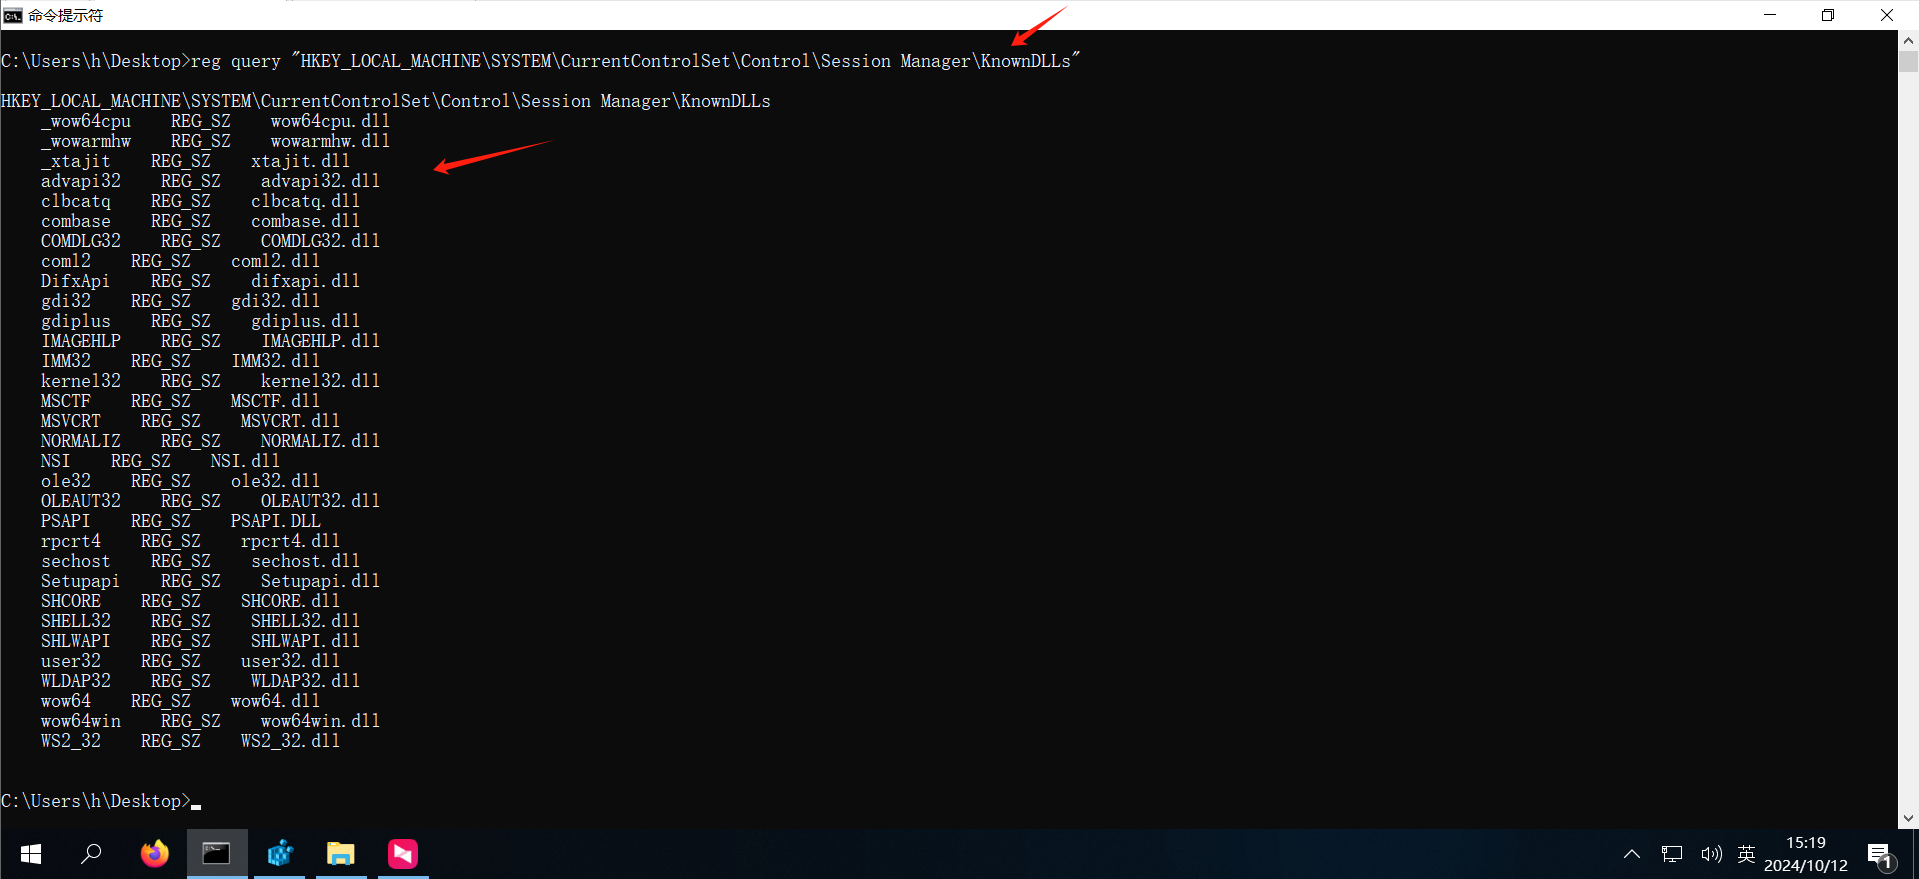 命令提示符
C:\Users\h\Desktop>reg query "HKEY_LOCAL_MACHINE\SYSTEM\CurrentControlSet\Control\Session Manager\KnownDLLs"
HKEY_LOCAL_MACHINE\SYSTEM\CurrentControlSet\Control\Session Manager\KnownDLLs
    _wow64cpu    REG_SZ    wow64cpu.dll
    _wowarmhw    REG_SZ    wowarmhw.dll
    _xtajit    REG_SZ    xtajit.dll
    advapi32    REG_SZ    advapi32.dll
    clbcatq    REG_SZ    clbcatq.dll
    combase    REG_SZ    combase.dll
    COMDLG32    REG_SZ    COMDLG32.dll
    coml2    REG_SZ    coml2.dll
    DifxApi    REG_SZ    difxapi.dll
    gdi32    REG_SZ    gdi32.dll
    gdiplus    REG_SZ    gdiplus.dll
    IMAGEHLP    REG_SZ    IMAGEHLP.dll
    IMM32    REG_SZ    IMM32.dll
    kernel32    REG_SZ    kernel32.dll
    MSCTF    REG_SZ    MSCTF.dll
    MSVCRT    REG_SZ    MSVCRT.dll
    NORMALIZ    REG_SZ    NORMALIZ.dll
    NSI    REG_SZ    NSI.dll
    ole32    REG_SZ    ole32.dll
    OLEAUT32    REG_SZ    OLEAUT32.dll
    PSAPI    REG_SZ    PSAPI.DLL
    rpcrt4    REG_SZ    rpcrt4.dll
    sechost    REG_SZ    sechost.dll
    Setupapi    REG_SZ    Setupapi.dll
    SHCORE    REG_SZ    SHCORE.dll
    SHELL32    REG_SZ    SHELL32.dll
    SHLWAPI    REG_SZ    SHLWAPI.dll
    user32    REG_SZ    user32.dll
    WLDAP32    REG_SZ    WLDAP32.dll
    wow64    REG_SZ    wow64.dll
    wow64win    REG_SZ    wow64win.dll
    WS2_32    REG_SZ    WS2_32.dll
C:\Users\h\Desktop>
英
15:19
2024/10/12
1